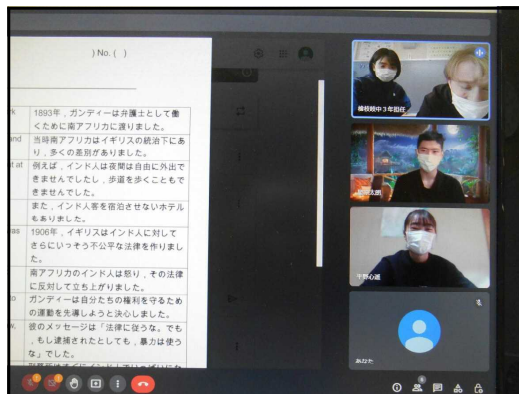 ) No. ( )
1893年，ガンディーは弁護士として働
くために南アフリカに渡りました。
and
当時南アフリカはイギリスの統治下にあ
り，多くの差別がありました。
at
例えば，インド人は夜間は自由に外出で
きませんでしたし，歩道を歩くこともで
きませんでした。
また，インド人客を宿泊させないホテル
もありました。
as
1906年，イギリスはインド人に対して
さらにいっそう不公平な法律を作りまし
た。
南アフリカのインド人は怒り，その法律
に反対して立ち上がりました。
ガンディーは自分たちの権利を守るため
の運動を先導しようと決心しました。
彼のメッセージは「法律に従うな。でも
，もし逮捕されたとしても，暴力は使う
な」でした。
中３年担任
あなた